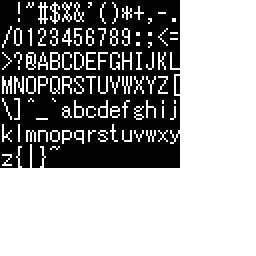 !"#$%&'()*+,-.
/0123456789:;<=
>?@ABCDEFGHIJKL
MNOPQRSTUVWXYZ[
\]^_`abcdefghij
klmnopqrstuvwxy
z{|}~